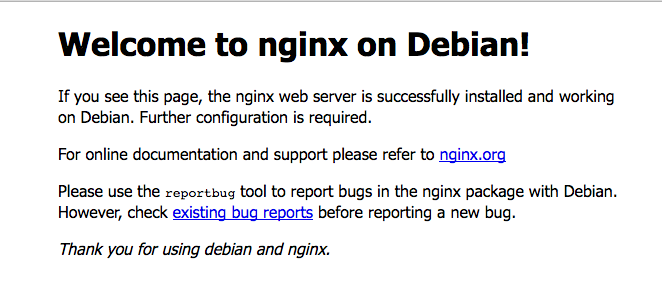 Welcome to nginx on Debian!
If you see this page, the nginx web server is successfully installed and working
on Debian. Further configuration is required.
For online documentation and support please refer to nginx.org
Please use the reportbug tool to report bugs in the nginx package with Debian.
However, check existing bug reports before reporting a new bug.
Thank you for using debian and nginx.